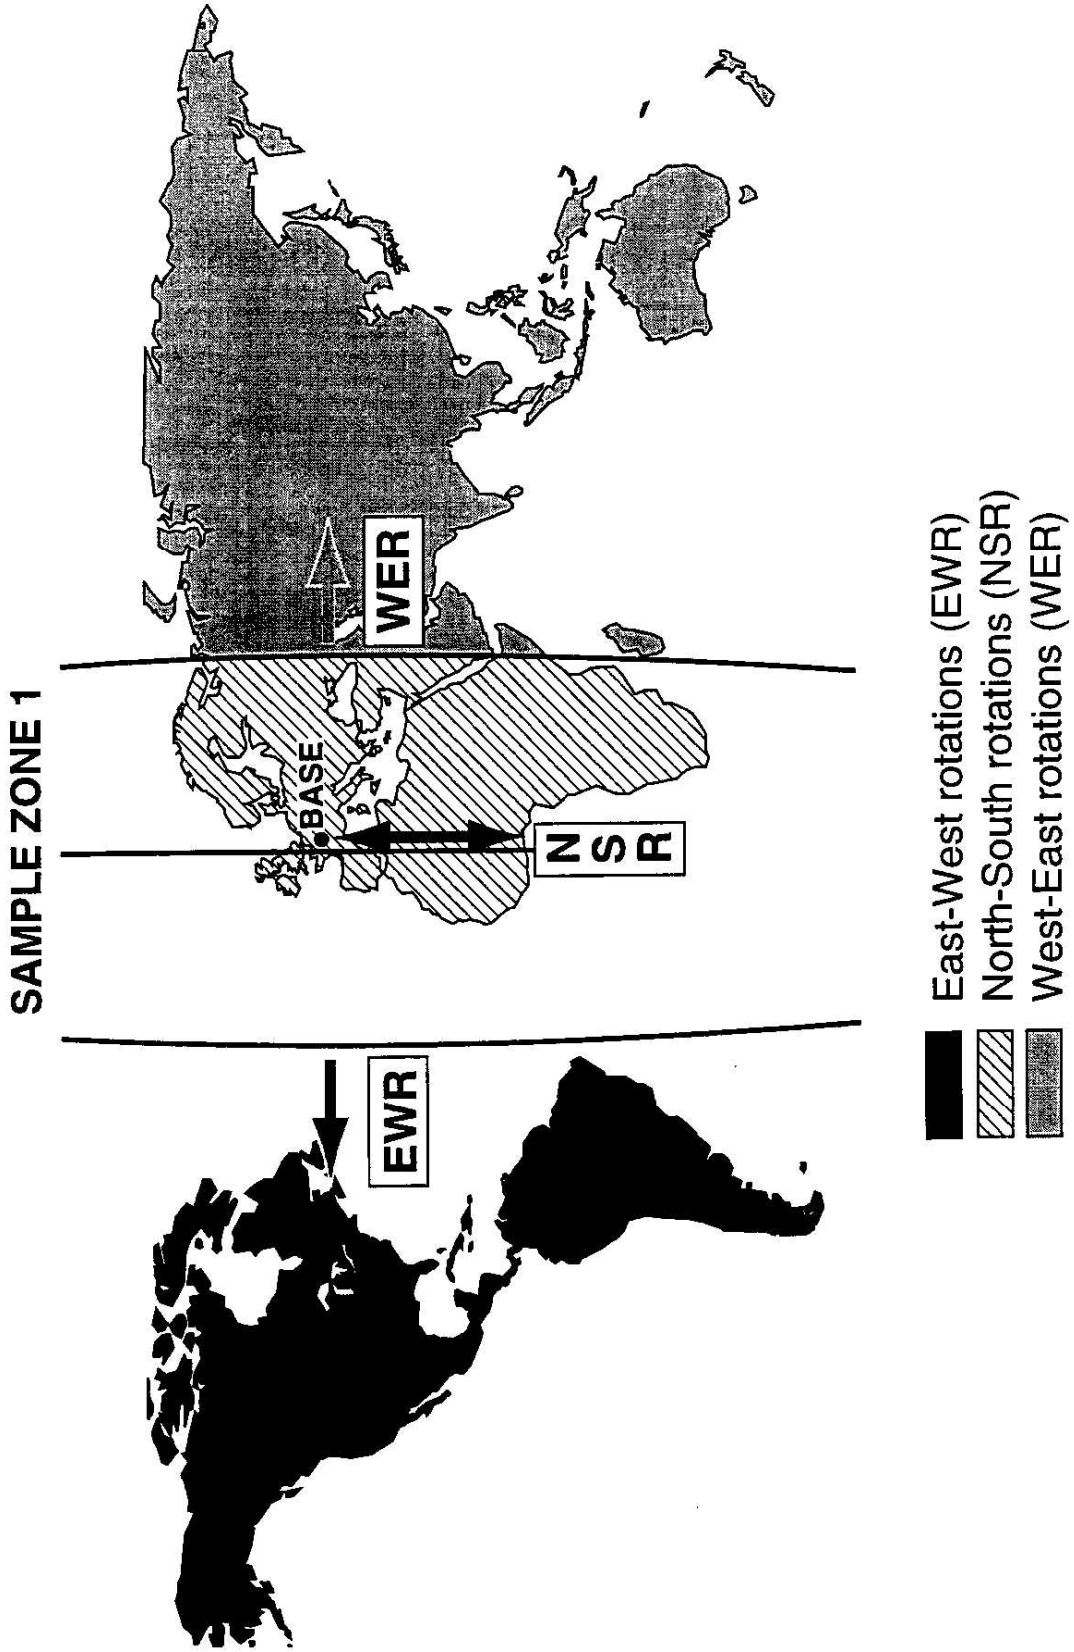 SAMPLE ZONE 1
BASE
EWR
WER
N
S
R
East-West rotations (EWR)
North-South rotations (NSR)
West-East rotations (WER)